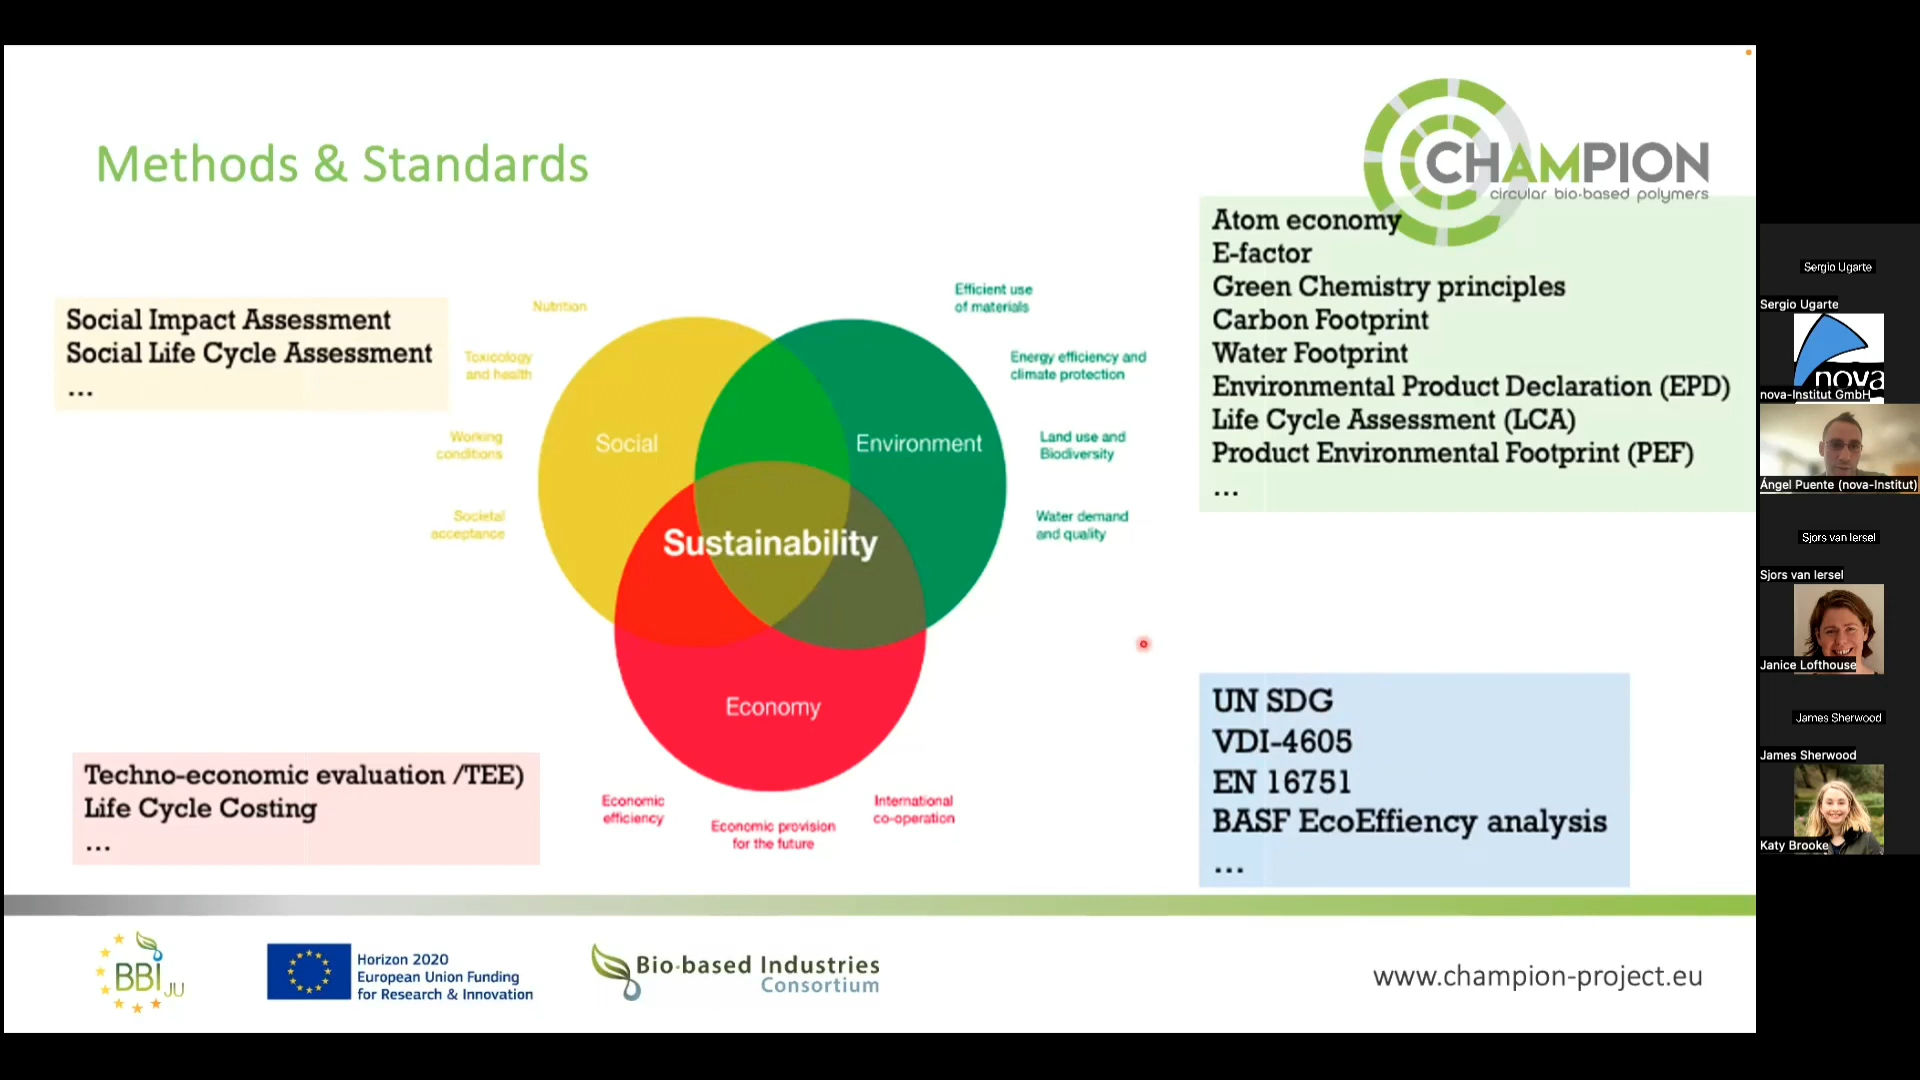 Methods & Standards
CHAMPION
circular bio-based polymers
Social Impact Assessment
Social Life Cycle Assessment
...
Nutrition
Toxicology
and health
Working
conditions
Societal
acceptance
Social
Environment
Sustainability
Economy
Efficient use
of materials
Energy efficiency and
climate protection
Land use and
Biodiversity
Water demand
and quality
Economic
efficiency
Economic provision
for the future
International
co-operation
Atom economy
E-factor
Green Chemistry principles
Carbon Footprint
Water Footprint
Environmental Product Declaration (EPD)
Life Cycle Assessment (LCA)
Product Environmental Footprint (PEF)
...
Techno-economic evaluation /TEE)
Life Cycle Costing
...
UN SDG
VDI-4605
EN 16751
BASF EcoEffiency analysis
...
BBI JU
Horizon 2020
European Union Funding
for Research & Innovation
Bio-based Industries
Consortium
www.champion-project.eu
Sergio Ugarte
Sergio Ugarte
nova
nova-Institut GmbH
Ángel Puente (nova-Institut)
Sjors van Iersel
Sjors van Iersel
Janice Lofthouse
James Sherwood
James Sherwood
Katy Brooke